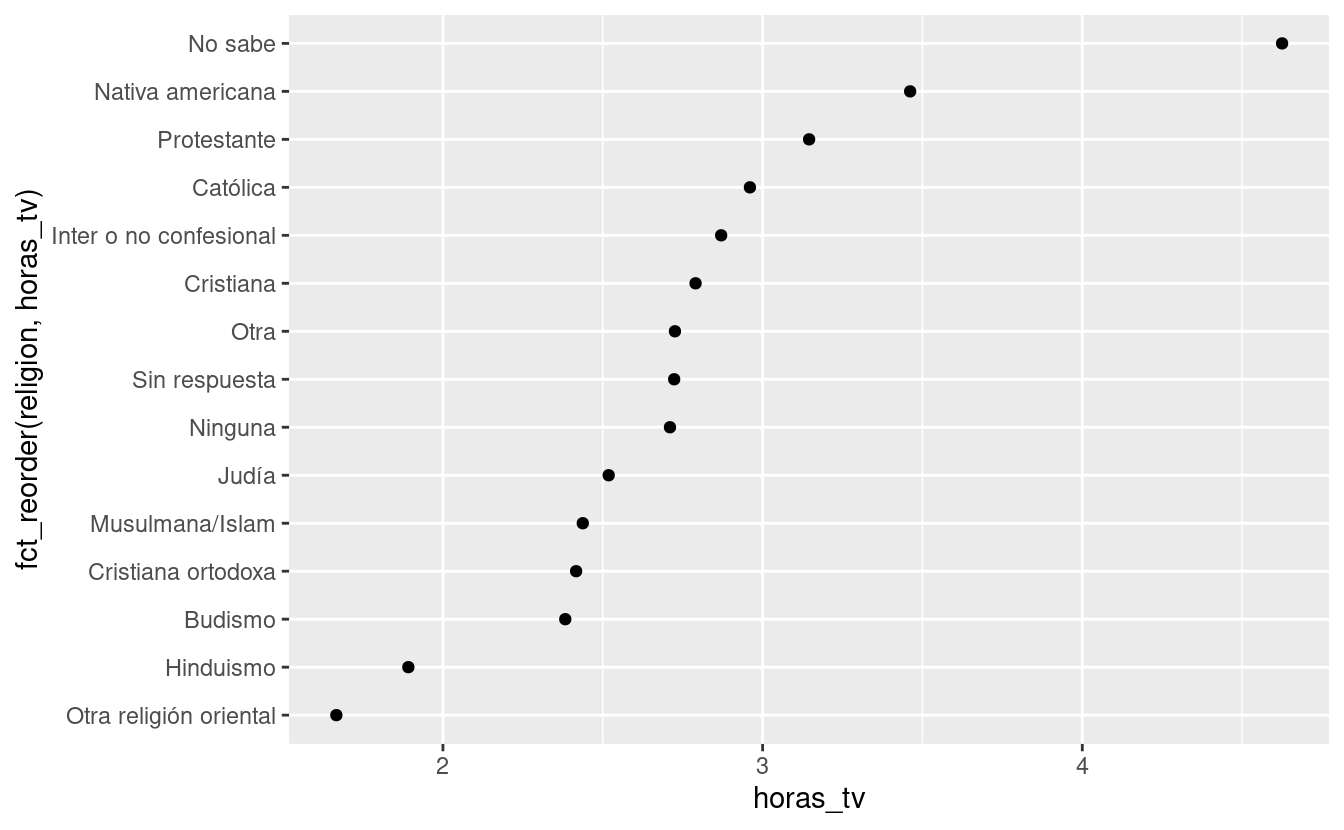 No sabe
Nativa americana
Protestante
Católica
Inter o no confesional
Cristiana
Otra
Sin respuesta
Ninguna
Judía
Musulmana/Islam
Cristiana ortodoxa
Budismo
Hinduismo
Otra religión oriental
fct_reorder(religion, horas_tv)
2 3 4
horas_tv